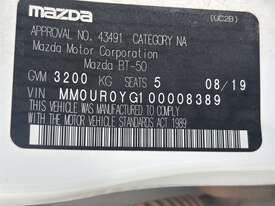 mazda (UC2B)
APPROVAL NO. 43491 CATEGORY NA
Mazda Motor Corporation
Mazda BT-50
GVM 3200 KG SEATS 5 08/19
VIN MM0UR0YG100008389
THIS VEHICLE WAS MANUFACTURED TO COMPLY
WITH THE MOTOR VEHICLE STANDARDS ACT 1989